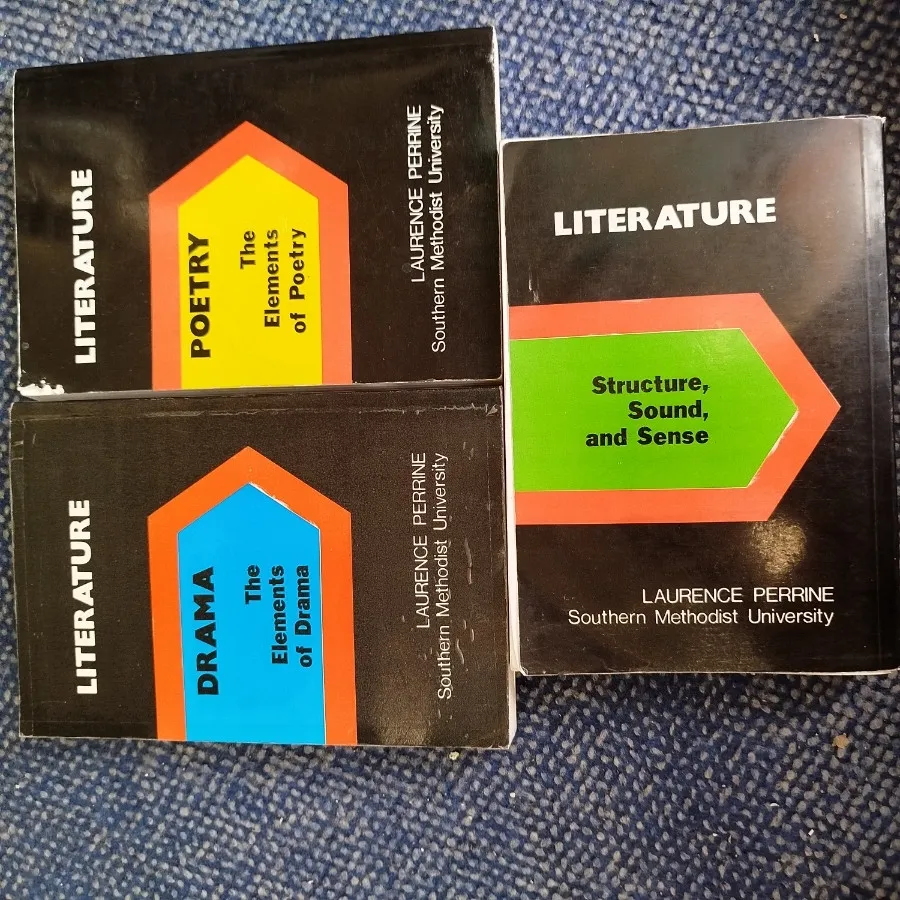 LITERATURE
POETRY
The
Elements
of Poetry
LAURENCE PERRINE
Southern Methodist University
LITERATURE
DRAMA
The
Elements
of Drama
LAURENCE PERRINE
Southern Methodist University
LITERATURE
Structure,
Sound,
and Sense
LAURENCE PERRINE
Southern Methodist University